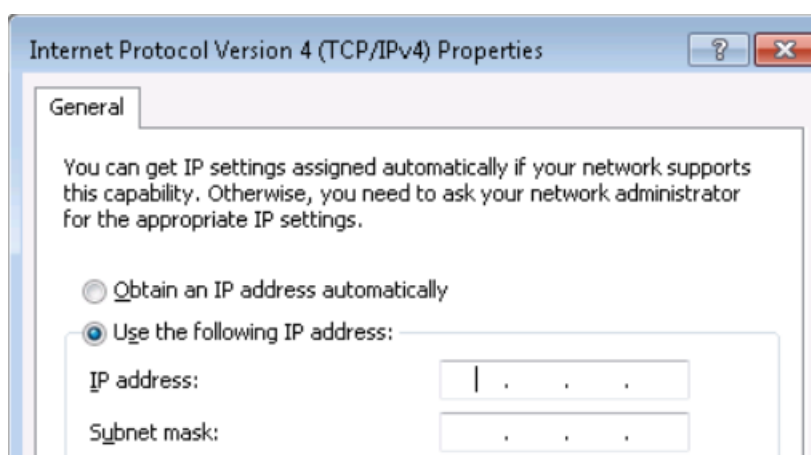 Internet Protocol Version 4 (TCP/IPv4) Properties
General
You can get IP settings assigned automatically if your network supports
this capability. Otherwise, you need to ask your network administrator
for the appropriate IP settings.
Obtain an IP address automatically
Use the following IP address:
IP address: . . .
Subnet mask: . . .